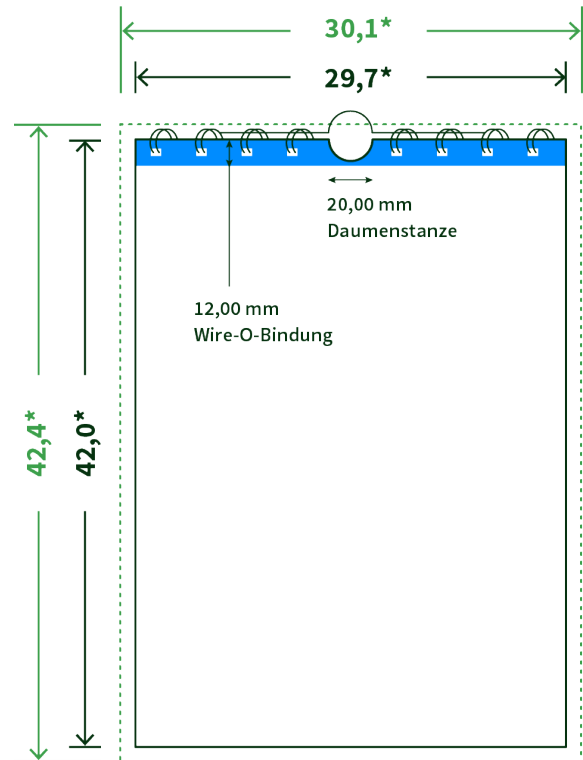 30,1*
29,7*
20,00 mm
Daumenstanze
12,00 mm
Wire-O-Bindung
42,4*
42,0*